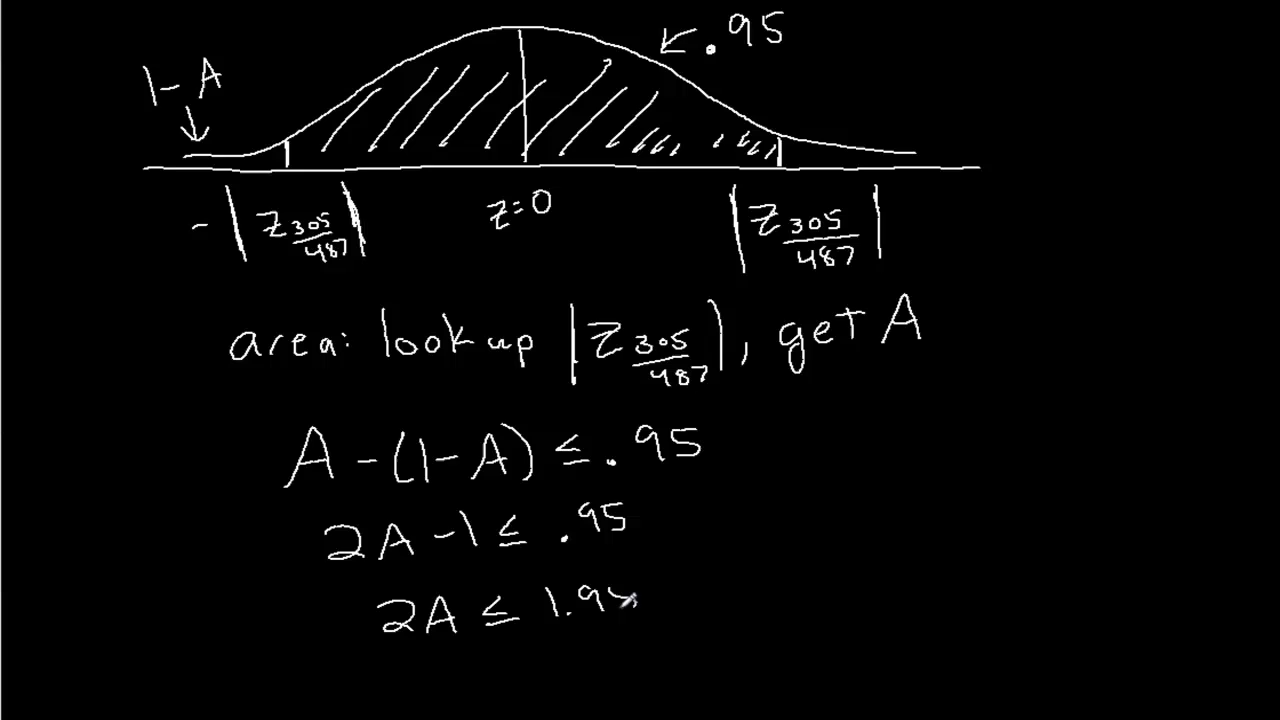 .95
1-A
-|z 305/487|
z=0
|z 305/487|
area: look up |z 305/487|, get A
A-(1-A) ≤ .95
2A-1 ≤ .95
2A ≤ 1.9